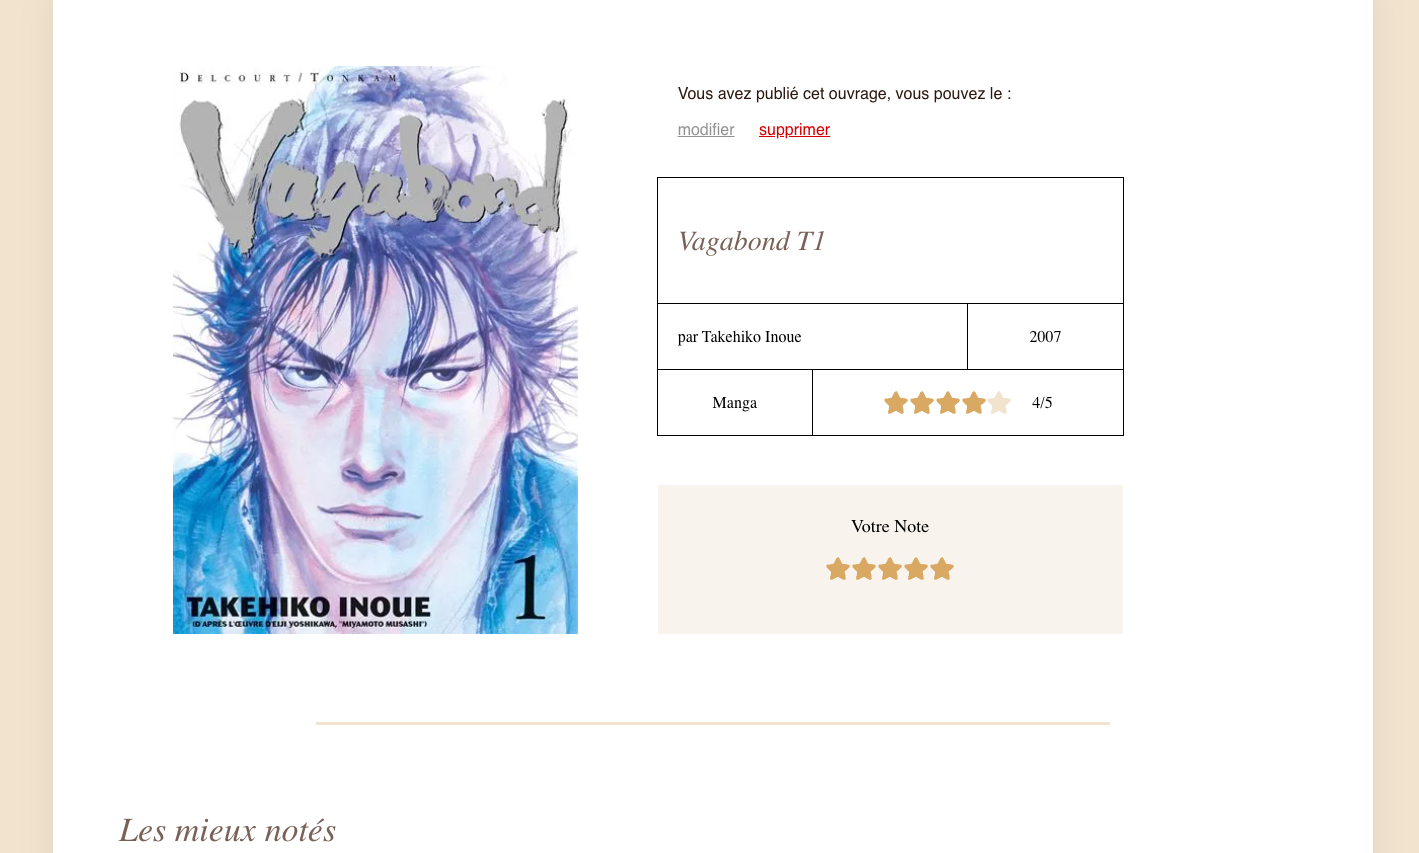 DELCOURT/TONKAM
Vagabond
1
TAKEHIKO INOUE
(D'APRÈS L'ŒUVRE D'EIJI YOSHIKAWA, "MIYAMOTO MUSASHI")
Vous avez publié cet ouvrage, vous pouvez le :
modifier supprimer
Vagabond T1
par Takehiko Inoue 2007
Manga 4/5
Votre Note
Les mieux notés